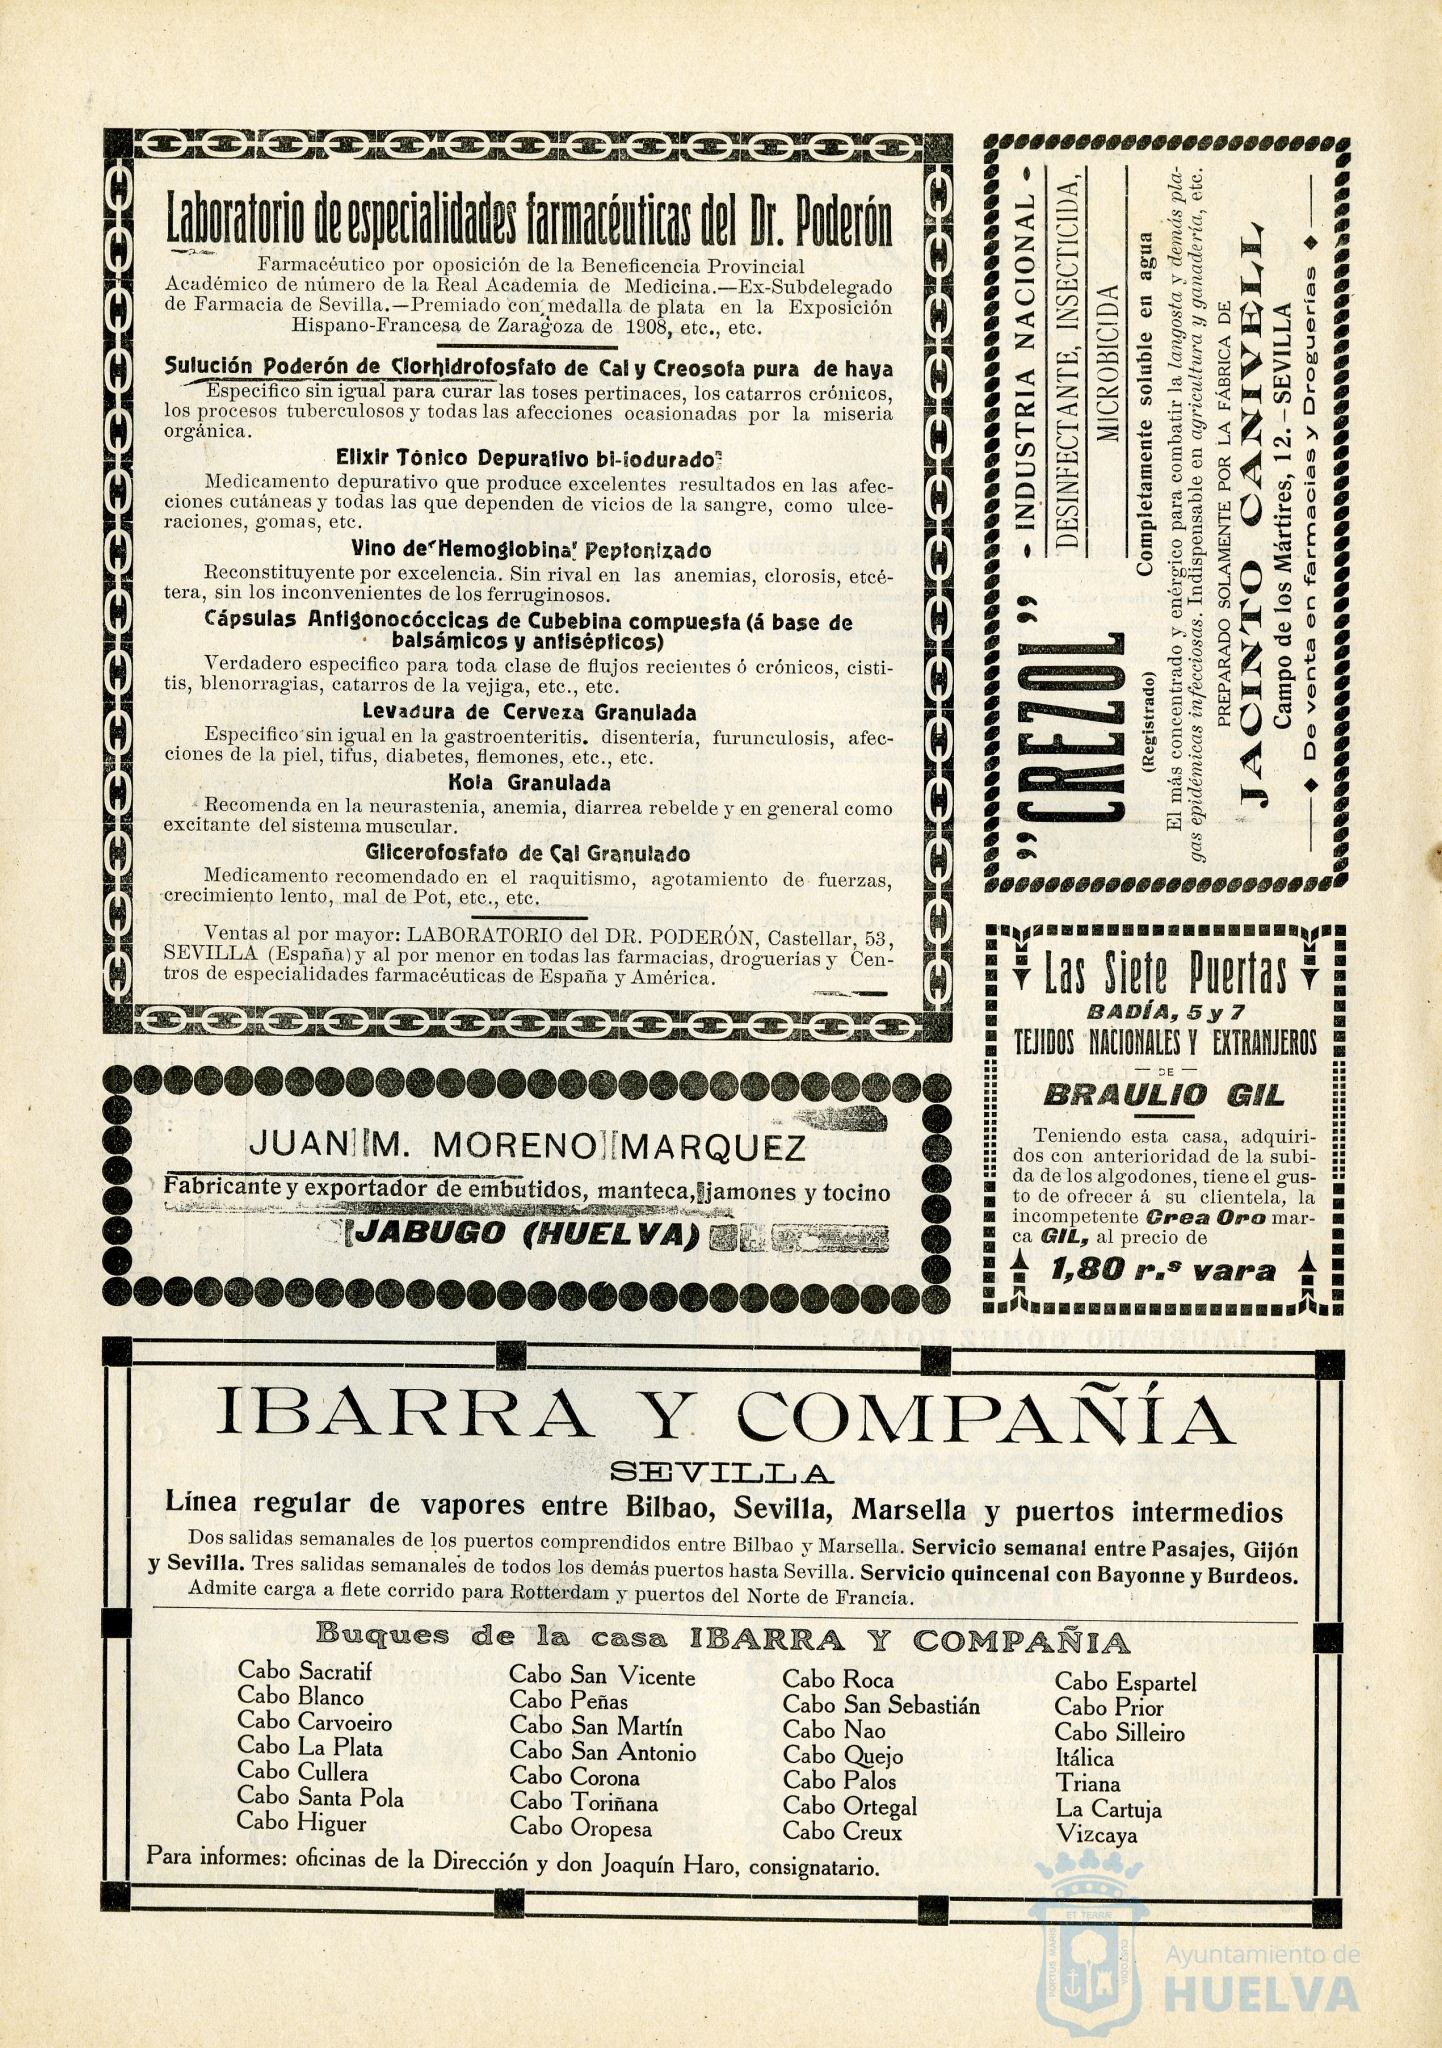 Laboratorio de especialidades farmacéuticas del Dr. Poderón
Farmacéutico por oposición de la Beneficencia Provincial
Académico de número de la Real Academia de Medicina.—Ex-Subdelegado
de Farmacia de Sevilla.—Premiado con medalla de plata en la Exposición
Hispano-Francesa de Zaragoza de 1908, etc., etc.
Sulución Poderón de Clorhidrofosfato de Cal y Creosota pura de haya
Especifico sin igual para curar las toses pertinaces, los catarros crónicos,
los procesos tuberculosos y todas las afecciones ocasionadas por la miseria
orgánica.
Elixir Tónico Depurativo bi-iodurado
Medicamento depurativo que produce excelentes resultados en las afec-
ciones cutáneas y todas las que dependen de vicios de la sangre, como ulce-
raciones, gomas, etc.
Vino de Hemoglobina Peptonizado
Reconstituyente por excelencia. Sin rival en las anemias, clorosis, etcé-
tera, sin los inconvenientes de los ferruginosos.
Cápsulas Antigonocóccicas de Cubebina compuesta (á base de
balsámicos y antisépticos)
Verdadero especifico para toda clase de flujos recientes ó crónicos, cisti-
tis, blenorragias, catarros de la vejiga, etc., etc.
Levadura de Cerveza Granulada
Especifico sin igual en la gastroenteritis. disentería, furunculosis, afec-
ciones de la piel, tifus, diabetes, flemones, etc., etc.
Kola Granulada
Recomenda en la neurastenia, anemia, diarrea rebelde y en general como
excitante del sistema muscular.
Glicerofosfato de Cal Granulado
Medicamento recomendado en el raquitismo, agotamiento de fuerzas,
crecimiento lento, mal de Pot, etc., etc.
Ventas al por mayor: LABORATORIO del DR. PODERÓN, Castellar, 53,
SEVILLA (España) y al por menor en todas las farmacias, droguerías y Cen-
tros de especialidades farmacéuticas de España y América.
"CREZOL" - INDUSTRIA NACIONAL -
DESINFECTANTE, INSECTICIDA,
MICROBICIDA
(Registrado) Completamente soluble en agua
El más concentrado y enérgico para combatir la langosta y demás pla-
gas epidémicas infecciosas. Indispensable en agricultura y ganadería, etc.
PREPARADO SOLAMENTE POR LA FÁBRICA DE
JACINTO CANIVELL
Campo de los Mártires, 12.—SEVILLA
De venta en farmacias y Droguerías
Las Siete Puertas
BADÍA, 5 y 7
TEJIDOS NACIONALES Y EXTRANJEROS
— DE —
BRAULIO GIL
Teniendo esta casa, adquiri-
dos con anterioridad de la subi-
da de los algodones, tiene el gus-
to de ofrecer á su clientela, la
incompetente Crea Oro mar-
ca GIL, al precio de
1,80 r.s vara
JUAN M. MORENO MARQUEZ
Fabricante y exportador de embutidos, manteca, jamones y tocino
JABUGO (HUELVA)
IBARRA Y COMPAÑÍA
SEVILLA
Línea regular de vapores entre Bilbao, Sevilla, Marsella y puertos intermedios
Dos salidas semanales de los puertos comprendidos entre Bilbao y Marsella. Servicio semanal entre Pasajes, Gijón
y Sevilla. Tres salidas semanales de todos los demás puertos hasta Sevilla. Servicio quincenal con Bayonne y Burdeos.
Admite carga a flete corrido para Rotterdam y puertos del Norte de Francia.
Buques de la casa IBARRA Y COMPAÑIA
Cabo Sacratif
Cabo Blanco
Cabo Carvoeiro
Cabo La Plata
Cabo Cullera
Cabo Santa Pola
Cabo Higuer
Cabo San Vicente
Cabo Peñas
Cabo San Martín
Cabo San Antonio
Cabo Corona
Cabo Toriñana
Cabo Oropesa
Cabo Roca
Cabo San Sebastián
Cabo Nao
Cabo Quejo
Cabo Palos
Cabo Ortegal
Cabo Creux
Cabo Espartel
Cabo Prior
Cabo Silleiro
Itálica
Triana
La Cartuja
Vizcaya
Para informes: oficinas de la Dirección y don Joaquín Haro, consignatario.
PORTUS MARIS
ET TERRÆ
CUSTODIA
Ayuntamiento de
HUELVA